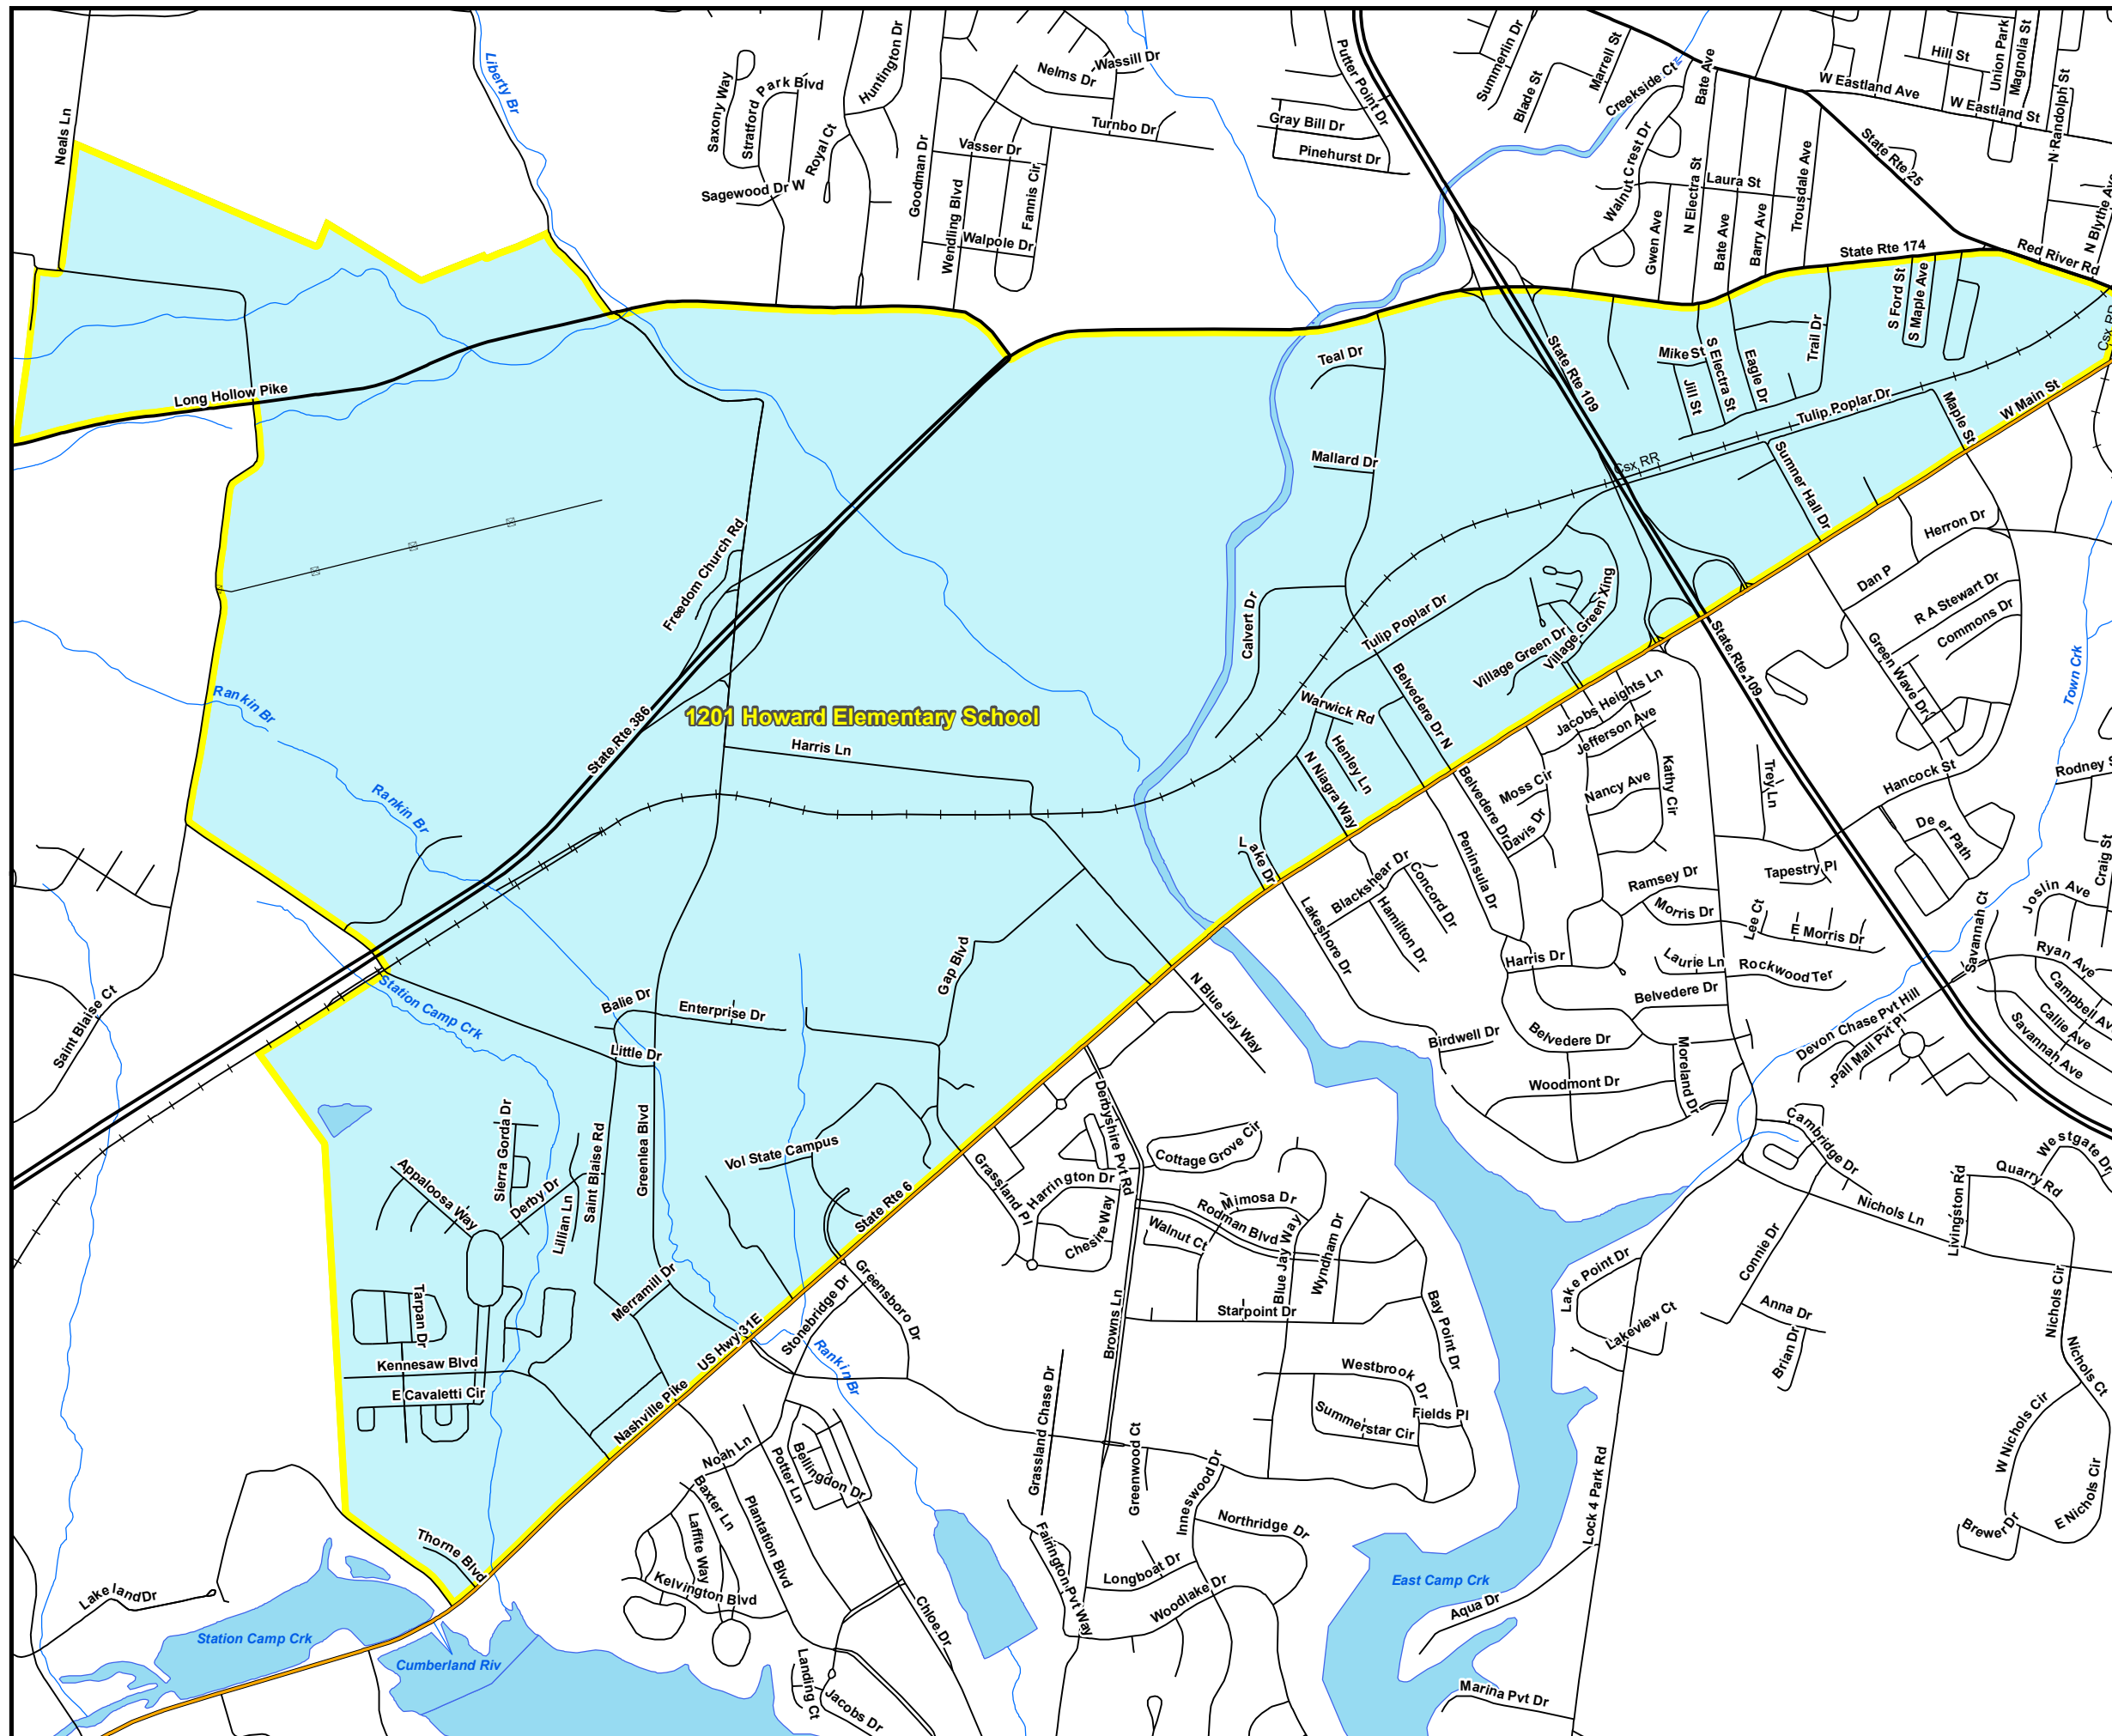 Neals Ln
Liberty Br
Saxony Way
Stratford
Park Blvd
Royal Ct
Huntington Dr
Sagewood Dr W
Goodman Dr
Nelms Dr
Wassill Dr
Turnbo Dr
Vasser Dr
Wendling Blvd
Fannis Cir
Walpole Dr
Putter Point Dr
Gray Bill Dr
Pinehurst Dr
Summerlin Dr
Blade St
Marrell St
Creekside Ct
Bate Ave
Walnut Crest Dr
Laura St
N Electra St
Gwen Ave
Bate Ave
Barry Ave
Trousdale Ave
W Eastland Ave
Hill St
Union Park
Magnolia St
W Eastland St
N Randolph St
State Rte 25
N Blythe Ave
State Rte 174
Red River Rd
S Ford St
S Maple Ave
Csx RR
Long Hollow Pike
Teal Dr
State Rte 109
Mike St
Jill St
S Electra St
Eagle Dr
Trail Dr
Tulip Poplar Dr
Maple St
W Main St
Mallard Dr
Csx RR
Sumner Hall Dr
Freedom Church Rd
Herron Dr
Dan P
R A Stewart Dr
Commons Dr
Calvert Dr
Tulip Poplar Dr
Village Green Xing
Village Green Dr
Village Green
State Rte 109
Green Wave Dr
Town Crk
Rankin Br
State Rte 386
1201 Howard Elementary School
Harris Ln
Warwick Rd
Belvedere Dr N
Henley Ln
N Niagra Way
Jacobs Heights Ln
Jefferson Ave
Belvedere Dr
Moss Cir
Nancy Ave
Kathy Cir
Davis Dr
Trey Ln
Hancock St
Rodney S
Rankin Br
Lake Dr
Peninsula Dr
Blackshear Dr
Concord Dr
Hamilton Dr
Lakeshore Dr
Ramsey Dr
Morris Dr
Lee Ct
Tapestry Pl
E Morris Dr
Deer Path
Craig St
Joslin Ave
Savannah Ct
Ryan Ave
Campbell Av
Callie Ave
Savannah Ave
Harris Dr
Laurie Ln
Rockwood Ter
Belvedere Dr
Saint Blaise Ct
Station Camp Crk
Balie Dr
Enterprise Dr
Gap Blvd
N Blue Jay Way
Little Dr
Birdwell Dr
Belvedere Dr
Woodmont Dr
Moreland Dr
Devon Chase Pvt Hill
Pall Mall Pvt Pl
Sierra Gorda Dr
Appaloosa Way
Derby Dr
Lillian Ln
Saint Blaise Rd
Greenlea Blvd
Vol State Campus
State Rte 6
Grassland Pl
Derbyshire Pvt Rd
Cottage Grove Cir
Harrington Dr
Chesire Way
Mimosa Dr
Rodman Blvd
Walnut Ct
Blue Jay Way
Wyndham Dr
Cambridge Dr
Westgate Dr
Quarry Rd
Nichols Ln
Livingston Rd
Connie Dr
Lake Point Dr
Tarpan Dr
Merramill Dr
US Hwy 31E
Stonebridge Dr
Greensboro Dr
Browns Ln
Starpoint Dr
Bay Point Dr
Lakeview Ct
Anna Dr
Brian Dr
Nichols Cir
Nichols Ct
Kennesaw Blvd
E Cavaletti Cir
Nashville Pike
Rankin Br
Westbrook Dr
Fields Pl
Summerstar Cir
Grassland Chase Dr
Greenwood Ct
Inneswood Dr
Noah Ln
Potter Ln
Bellingdon Dr
Baxter Ln
Laffite Way
Plantation Blvd
W Nichols Cir
E Nichols Cir
Brewer Dr
Lock 4 Park Rd
Northridge Dr
Fairington Pvt Way
Longboat Dr
Woodlake Dr
East Camp Crk
Aqua Dr
Thorne Blvd
Lakeland Dr
Station Camp Crk
Cumberland Riv
Kelvington Blvd
Chloe Dr
Landing Ct
Jacobs Dr
Marina Pvt Dr